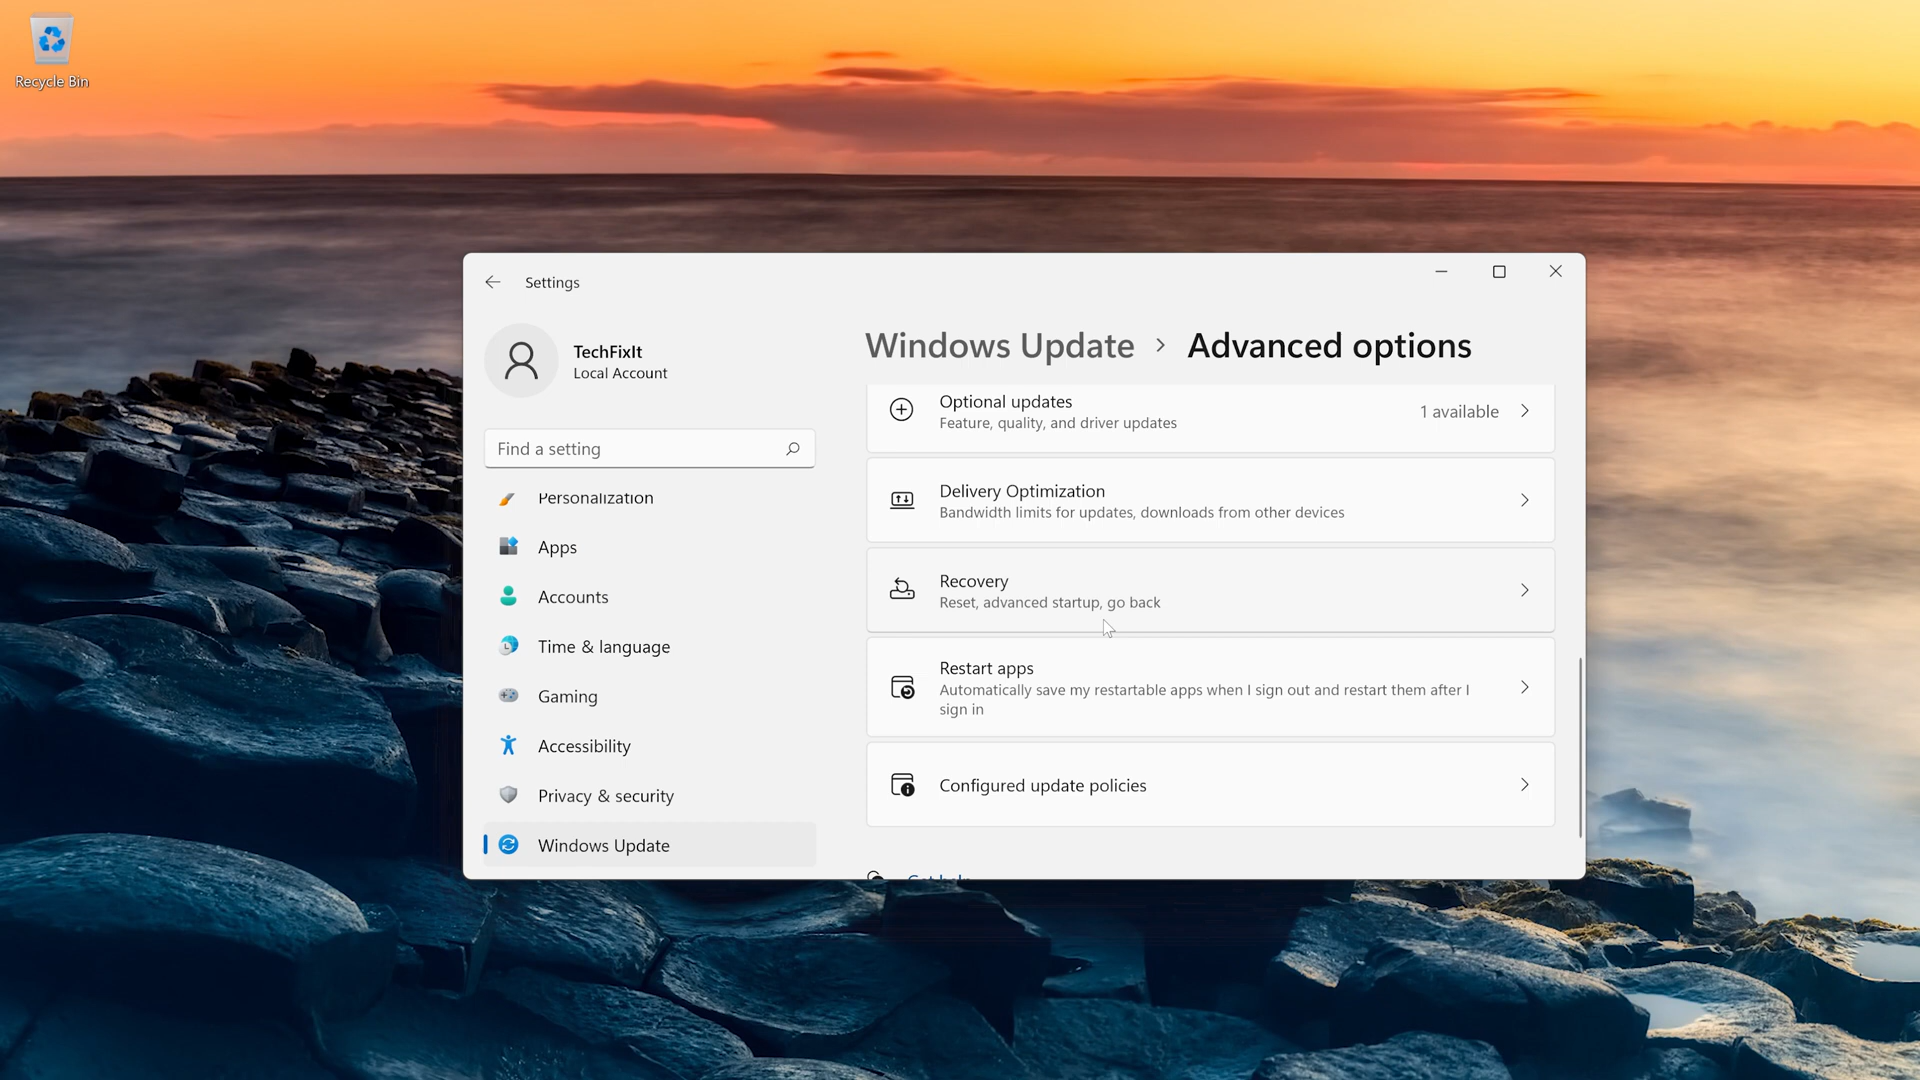 Recycle Bin
Settings
TechFixIt
Local Account
Find a setting
Personalization
Apps
Accounts
Time & language
Gaming
Accessibility
Privacy & security
Windows Update
Windows Update > Advanced options
Optional updates
Feature, quality, and driver updates
1 available
Delivery Optimization
Bandwidth limits for updates, downloads from other devices
Recovery
Reset, advanced startup, go back
Restart apps
Automatically save my restartable apps when I sign out and restart them after I
sign in
Configured update policies
Get help